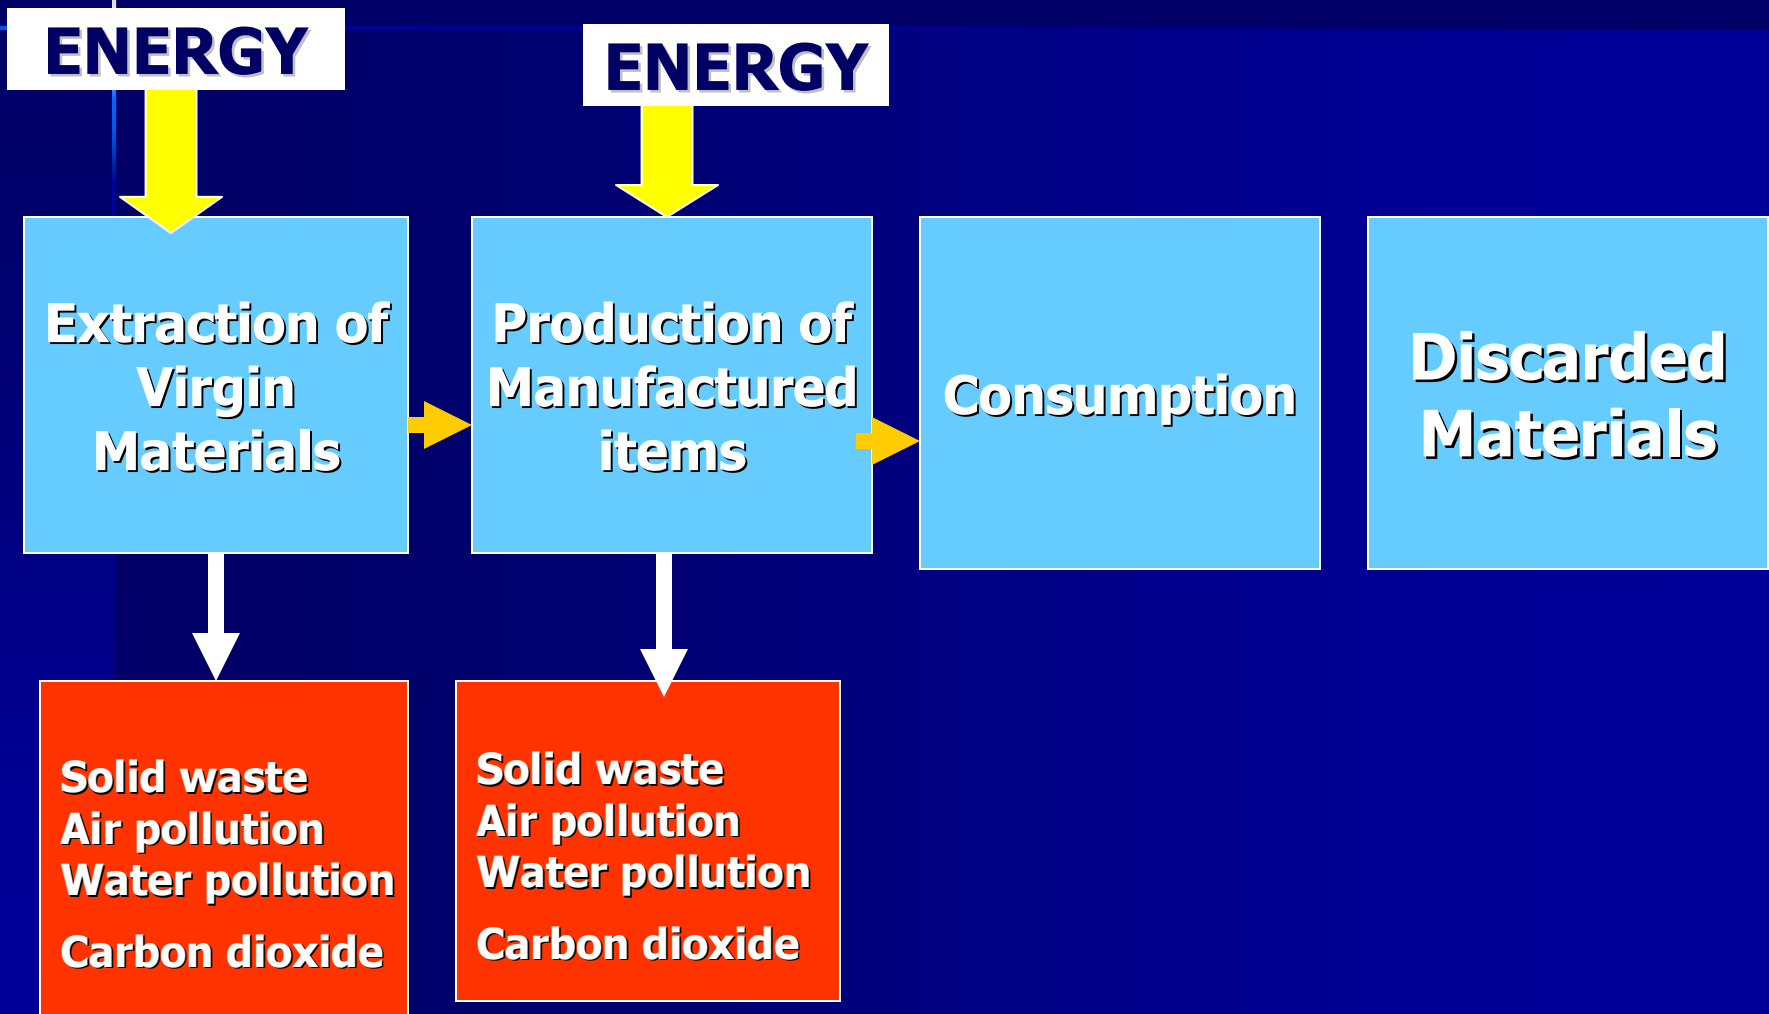 ENERGY
ENERGY
Extraction of
Virgin
Materials
Production of
Manufactured
items
Consumption
Discarded
Materials
Solid waste
Air pollution
Water pollution
Carbon dioxide
Solid waste
Air pollution
Water pollution
Carbon dioxide